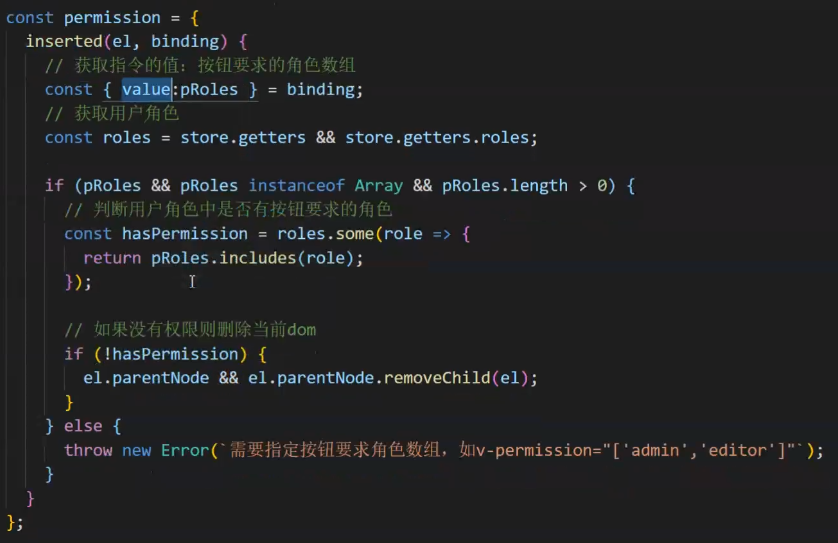 const permission = {
  inserted(el, binding) {
    // 获取指令的值：按钮要求的角色数组
    const { value:pRoles } = binding;
    // 获取用户角色
    const roles = store.getters && store.getters.roles;
    if (pRoles && pRoles instanceof Array && pRoles.length > 0) {
      // 判断用户角色中是否有按钮要求的角色
      const hasPermission = roles.some(role => {
        return pRoles.includes(role);
      });
      // 如果没有权限则删除当前dom
      if (!hasPermission) {
        el.parentNode && el.parentNode.removeChild(el);
      }
    } else {
      throw new Error(`需要指定按钮要求角色数组，如v-permission="['admin','editor']"`);
    }
  }
};